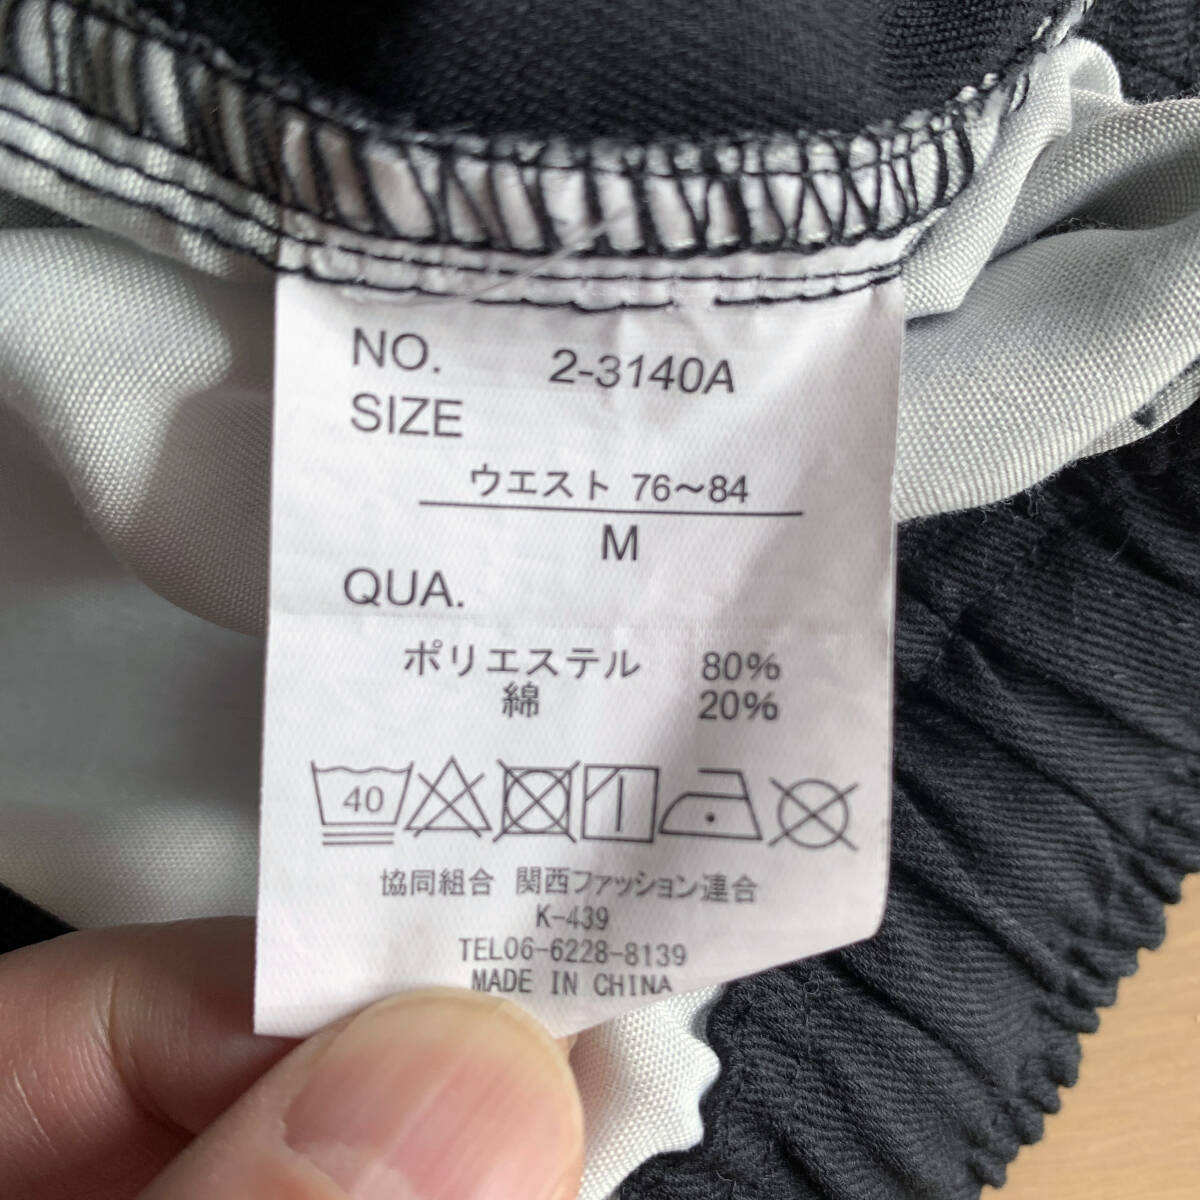 NO. 2-3140A
SIZE
ウエスト 76～84
M
QUA.
ポリエステル 80%
綿 20%
40
協同組合 関西ファッション連合
K-439
TEL06-6228-8139
MADE IN CHINA